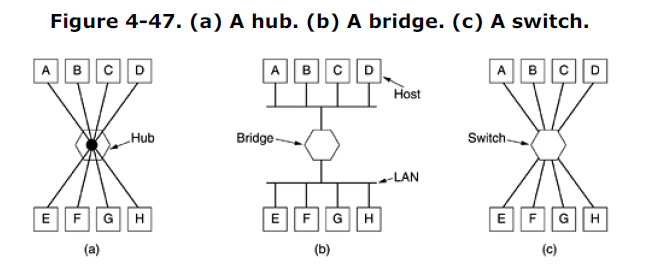 Figure 4-47. (a) A hub. (b) A bridge. (c) A switch.
A B C D
A B C D
A B C D
Host
Hub
Bridge
Switch
LAN
E F G H
E F G H
E F G H
(a)
(b)
(c)